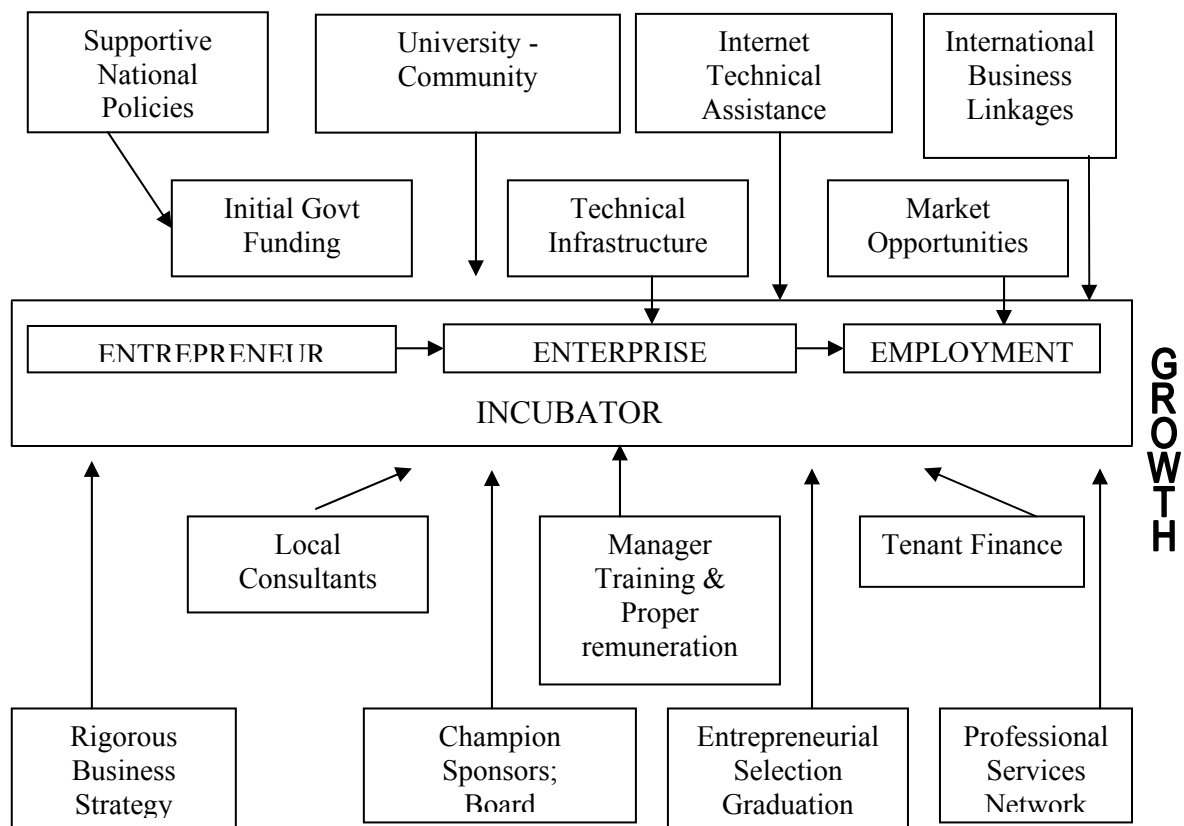 Supportive
National
Policies
University -
Community
Internet
Technical
Assistance
International
Business
Linkages
Initial Govt
Funding
Technical
Infrastructure
Market
Opportunities
ENTREPRENEUR
ENTERPRISE
EMPLOYMENT
INCUBATOR
GROWTH
Local
Consultants
Manager
Training &
Proper
remuneration
Tenant Finance
Rigorous
Business
Strategy
Champion
Sponsors;
Board
Entrepreneurial
Selection
Graduation
Professional
Services
Network